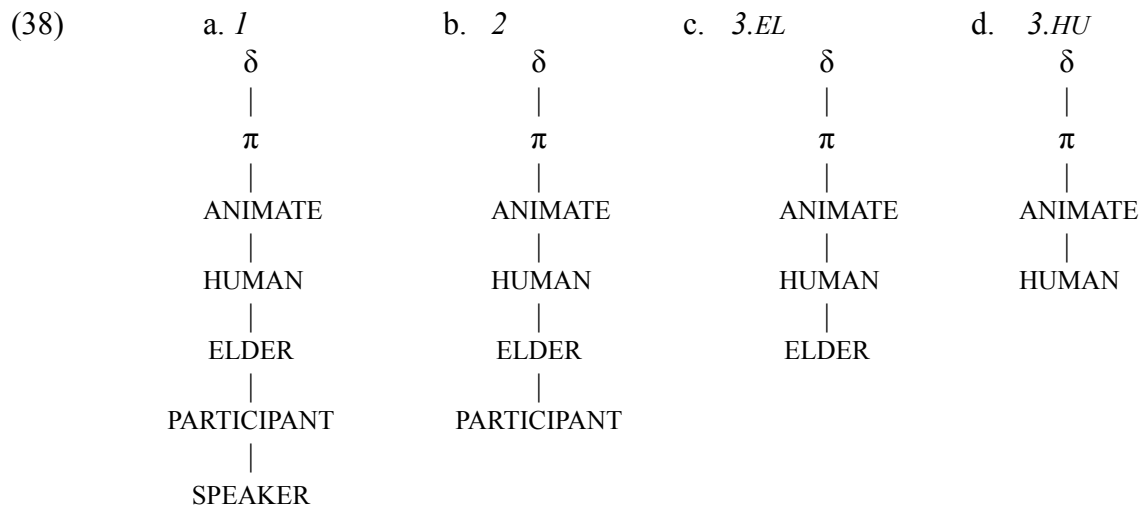 (38) a. 1 b. 2 c. 3.EL d. 3.HU
δ δ δ δ
| | | |
π π π π
| | | |
ANIMATE ANIMATE ANIMATE ANIMATE
| | | |
HUMAN HUMAN HUMAN HUMAN
| | |
ELDER ELDER ELDER
| |
PARTICIPANT PARTICIPANT
|
SPEAKER